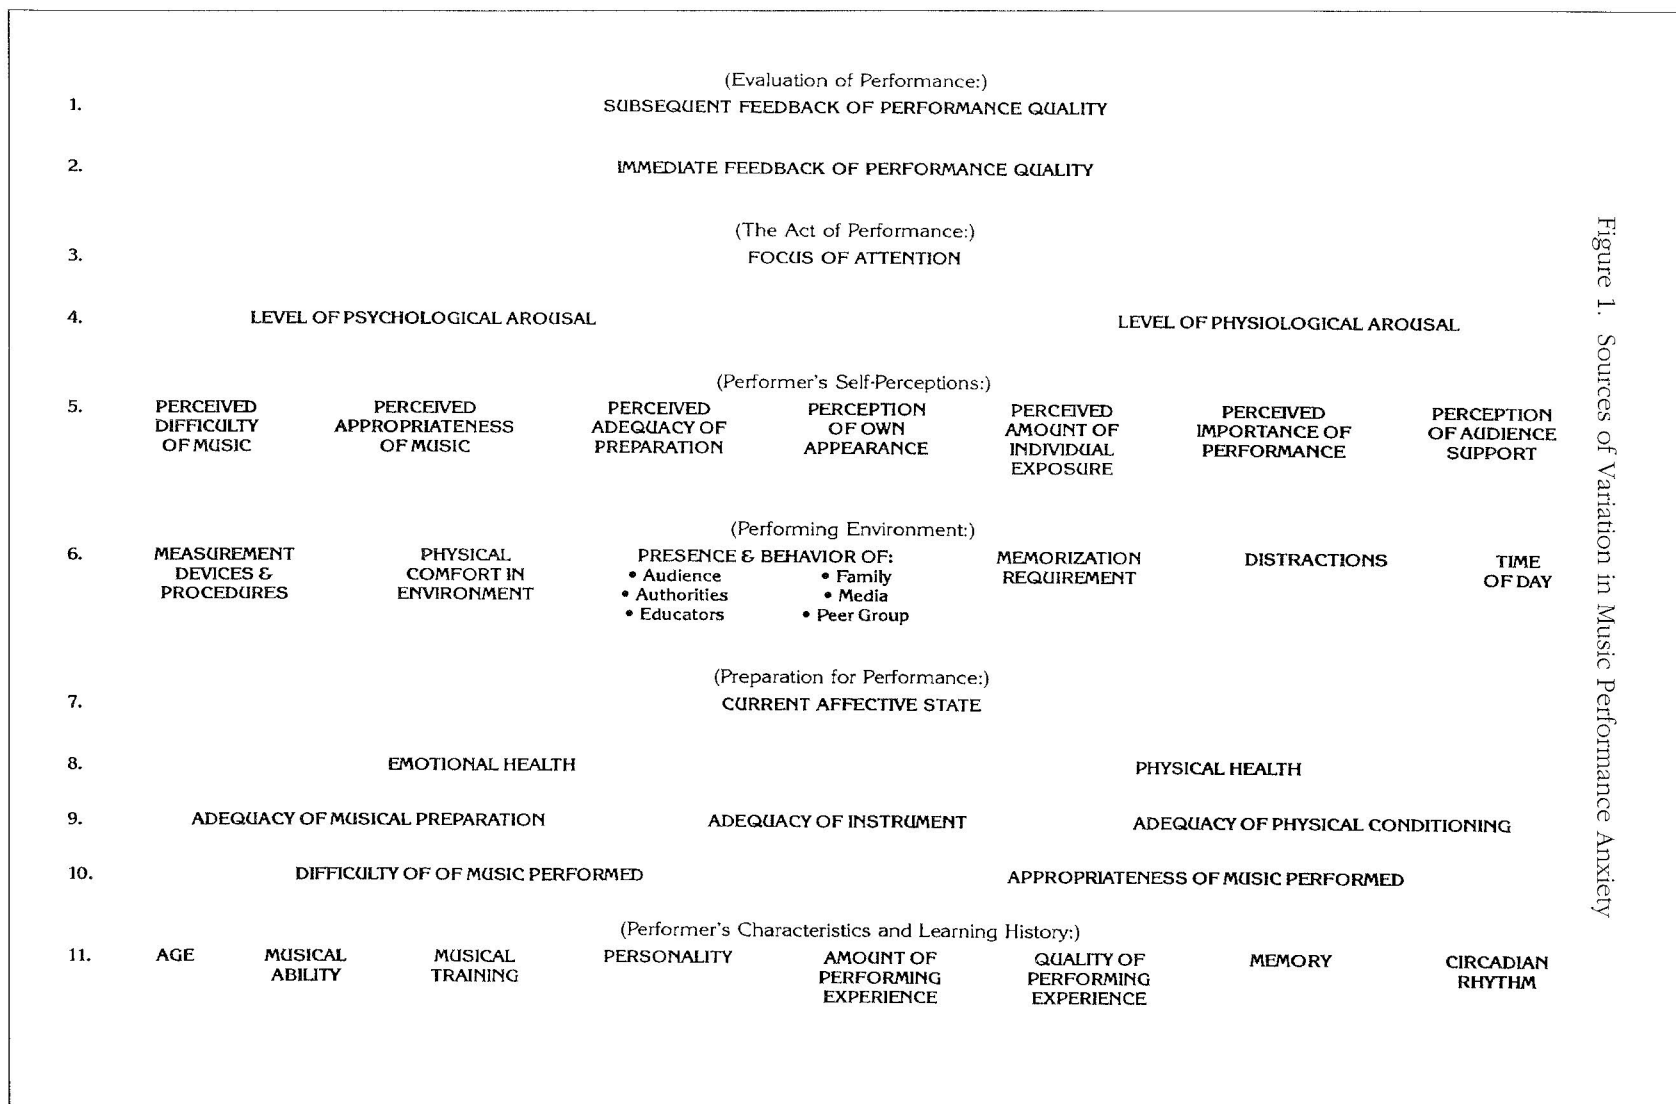 (Evaluation of Performance:)
1. SUBSEQUENT FEEDBACK OF PERFORMANCE QUALITY
2. IMMEDIATE FEEDBACK OF PERFORMANCE QUALITY
(The Act of Performance:)
3. FOCUS OF ATTENTION
4. LEVEL OF PSYCHOLOGICAL AROUSAL LEVEL OF PHYSIOLOGICAL AROUSAL
(Performer's Self-Perceptions:)
5. PERCEIVED PERCEIVED PERCEIVED PERCEPTION PERCEIVED PERCEIVED PERCEPTION
DIFFICULTY APPROPRIATENESS ADEQUACY OF OF OWN AMOUNT OF IMPORTANCE OF OF AUDIENCE
OF MUSIC OF MUSIC PREPARATION APPEARANCE INDIVIDUAL PERFORMANCE SUPPORT
EXPOSURE
(Performing Environment:)
6. MEASUREMENT PHYSICAL PRESENCE & BEHAVIOR OF: MEMORIZATION DISTRACTIONS TIME
DEVICES & COMFORT IN • Audience • Family REQUIREMENT OF DAY
PROCEDURES ENVIRONMENT • Authorities • Media
• Educators • Peer Group
(Preparation for Performance:)
7. CURRENT AFFECTIVE STATE
8. EMOTIONAL HEALTH PHYSICAL HEALTH
9. ADEQUACY OF MUSICAL PREPARATION ADEQUACY OF INSTRUMENT ADEQUACY OF PHYSICAL CONDITIONING
10. DIFFICULTY OF OF MUSIC PERFORMED APPROPRIATENESS OF MUSIC PERFORMED
(Performer's Characteristics and Learning History:)
11. AGE MUSICAL MUSICAL PERSONALITY AMOUNT OF QUALITY OF MEMORY CIRCADIAN
ABILITY TRAINING PERFORMING PERFORMING RHYTHM
EXPERIENCE EXPERIENCE
Figure 1. Sources of Variation in Music Performance Anxiety